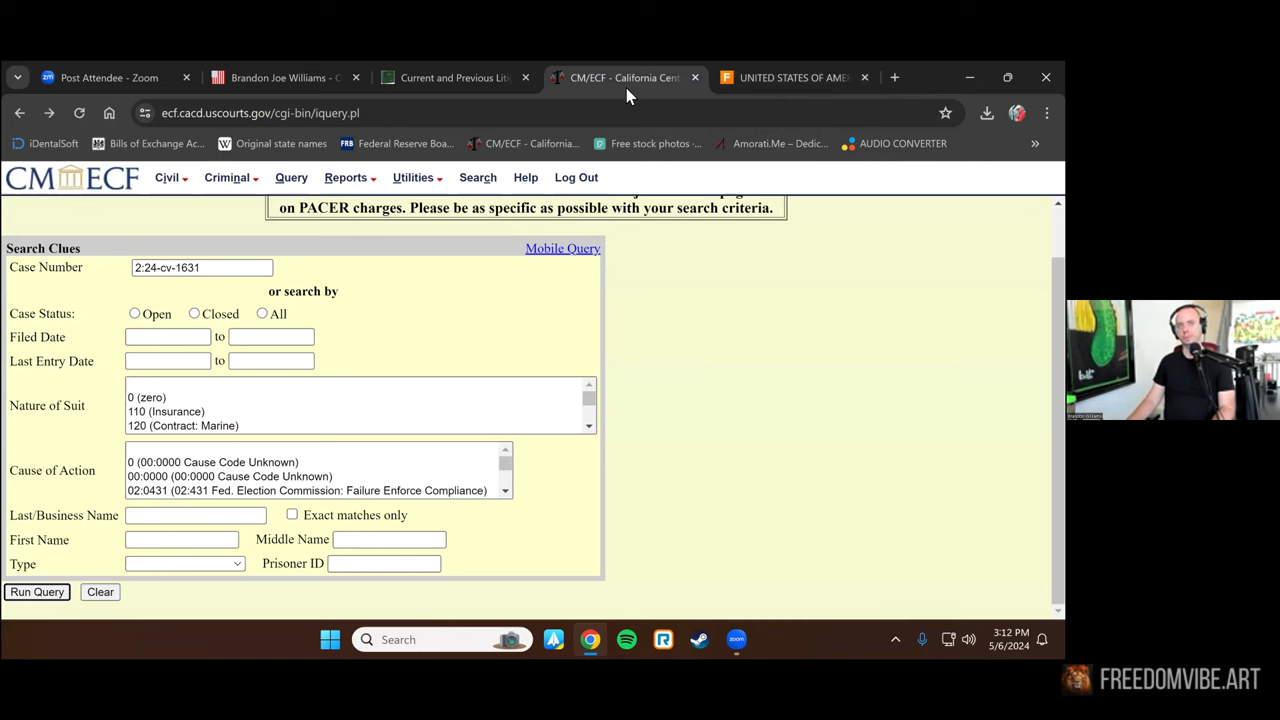 Post Attendee - Zoom
Brandon Joe Williams - C
Current and Previous Liti
CM/ECF - California Cent
UNITED STATES OF AME
ecf.cacd.uscourts.gov/cgi-bin/iquery.pl
iDentalSoft
Bills of Exchange Ac...
Original state names
Federal Reserve Boa...
CM/ECF - California...
Free stock photos -...
Amorati.Me – Dedic...
AUDIO CONVERTER
CM ECF
Civil
Criminal
Query
Reports
Utilities
Search
Help
Log Out
on PACER charges. Please be as specific as possible with your search criteria.
Search Clues
Mobile Query
Case Number 2:24-cv-1631
or search by
Case Status: Open Closed All
Filed Date to
Last Entry Date to
Nature of Suit
0 (zero)
110 (Insurance)
120 (Contract: Marine)
Cause of Action
0 (00:0000 Cause Code Unknown)
00:0000 (00:0000 Cause Code Unknown)
02:0431 (02:431 Fed. Election Commission: Failure Enforce Compliance)
Last/Business Name Exact matches only
First Name Middle Name
Type Prisoner ID
Run Query Clear
Search
zoom
3:12 PM
5/6/2024
FREEDOMVIBE.ART